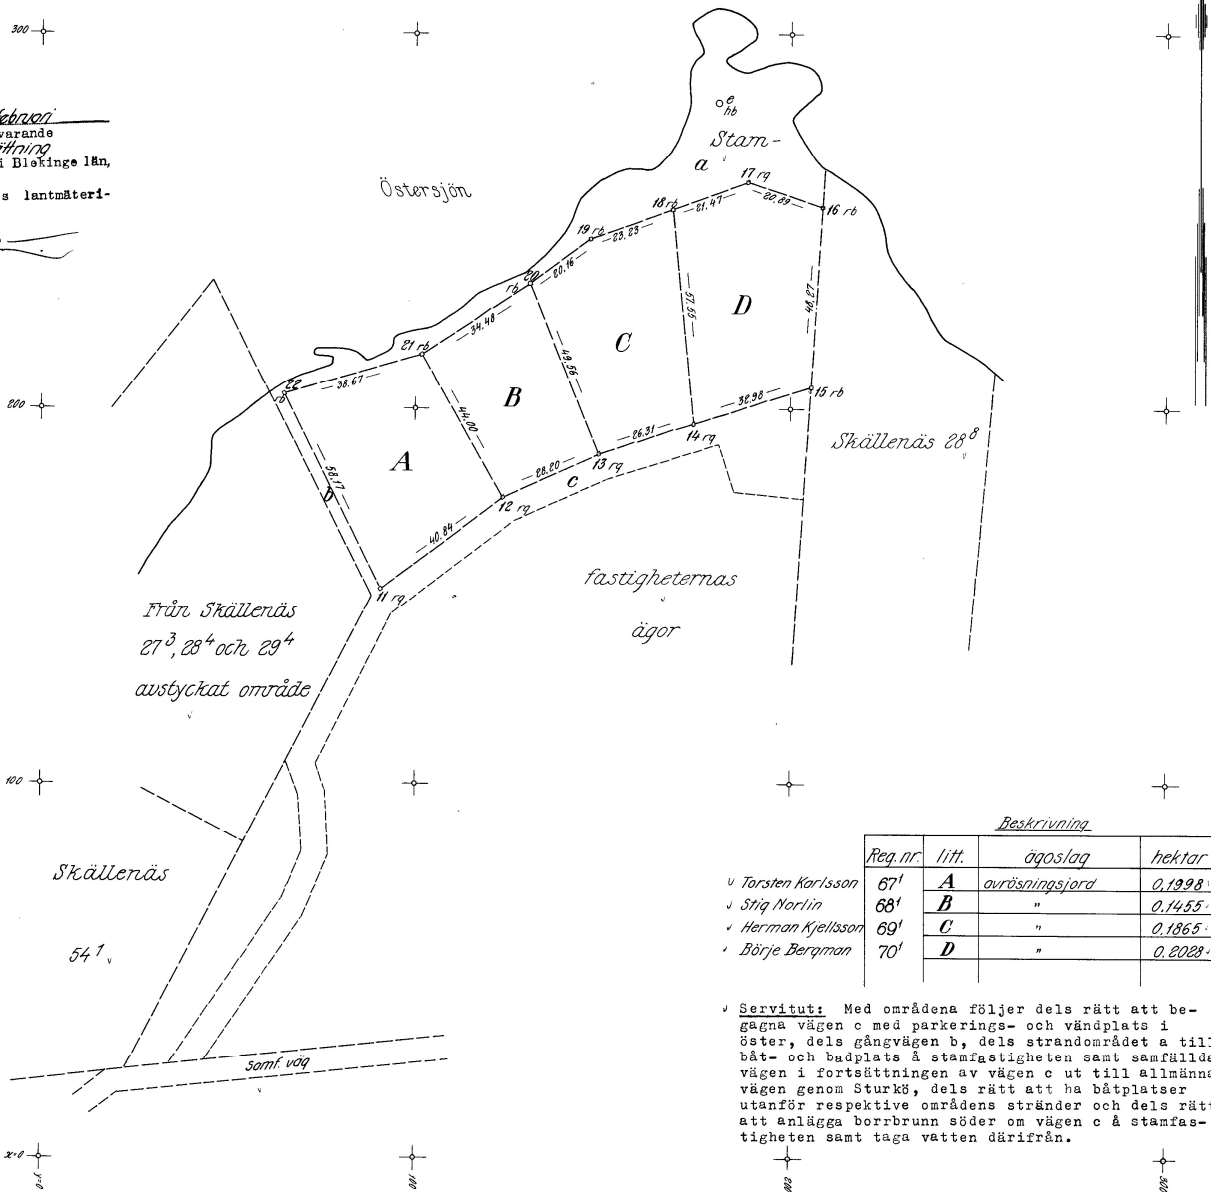 300
februari
varande
ättning
i Blekinge län,
s lantmäteri-
Östersjön
e
hb
Stam-
a
17 rq
18 rb
21.47
20.89
16 rb
19 rb
23.23
20
rb
20.16
34.48
57.55
D
48.27
C
49.56
21 rb
22
rb
38.67
B
44.00
200
32.98
15 rb
26.31
14 rq
Skällenäs 28⁸
A
58.17
b
28.20
13 rq
c
12 rq
40.84
11 rq
fastigheternas
ägor
Från Skällenäs
27³, 28⁴ och 29⁴
avstyckat område
100
Skällenäs
54¹
Samf. väg
Beskrivning
Reg.nr. litt. ägoslag hektar
Torsten Karlsson 67¹ A avrösningsjord 0.1998
Stig Norlin 68¹ B " 0.1455
Herman Kjellsson 69¹ C " 0.1865
Börje Bergman 70¹ D " 0.2028
Servitut: Med områdena följer dels rätt att be-
gagna vägen c med parkerings- och vändplats i
öster, dels gångvägen b, dels strandområdet a till
båt- och badplats å stamfastigheten samt samfällda
vägen i fortsättningen av vägen c ut till allmänna
vägen genom Sturkö, dels rätt att ha båtplatser
utanför respektive områdens stränder och dels rätt
att anlägga borrbrunn söder om vägen c å stamfas-
tigheten samt taga vatten därifrån.
x=0
y=0
100
200
300